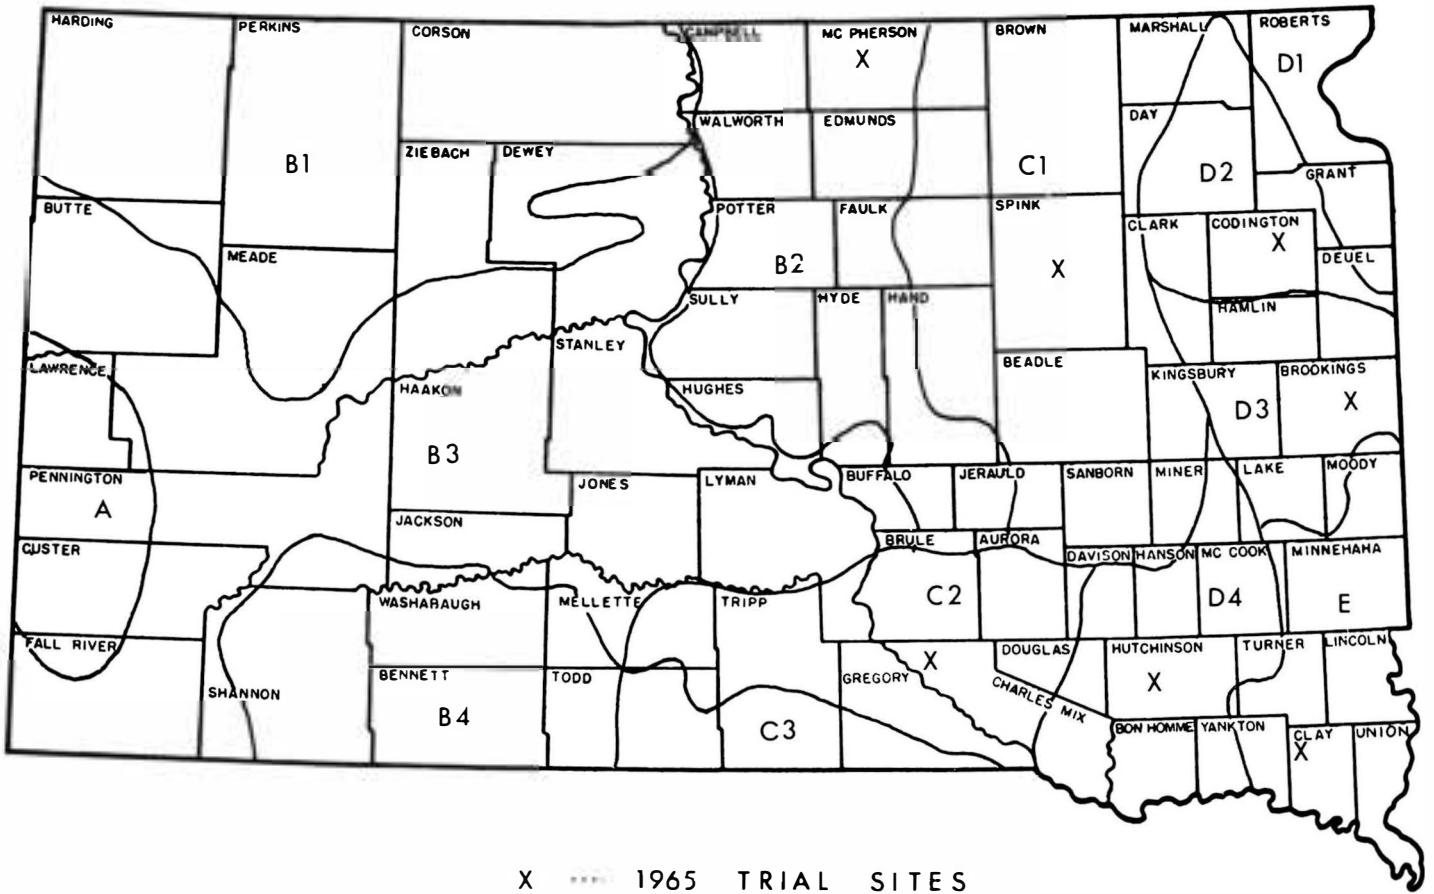 HARDING
PERKINS
CORSON
CAMPBELL
MC PHERSON
X
BROWN
MARSHALL
ROBERTS
D1
WALWORTH
EDMUNDS
DAY
ZIEBACH
DEWEY
B1
C1
D2
GRANT
BUTTE
POTTER
FAULK
SPINK
CLARK
CODINGTON
X
MEADE
B2
X
DEUEL
SULLY
HYDE
HAND
HAMLIN
STANLEY
LAWRENCE
HAAKON
HUGHES
BEADLE
KINGSBURY
BROOKINGS
D3
X
B3
PENNINGTON
JONES
LYMAN
BUFFALO
JERAULD
SANBORN
MINER
LAKE
MOODY
A
JACKSON
CUSTER
BRULE
AURORA
DAVISON
HANSON
MC COOK
MINNEHAHA
WASHABAUGH
MELLETTE
TRIPP
C2
D4
E
FALL RIVER
DOUGLAS
HUTCHINSON
TURNER
LINCOLN
SHANNON
BENNETT
TODD
GREGORY
X
CHARLES MIX
X
B4
C3
BON HOMME
YANKTON
CLAY
UNION
X
X ---- 1965 TRIAL SITES